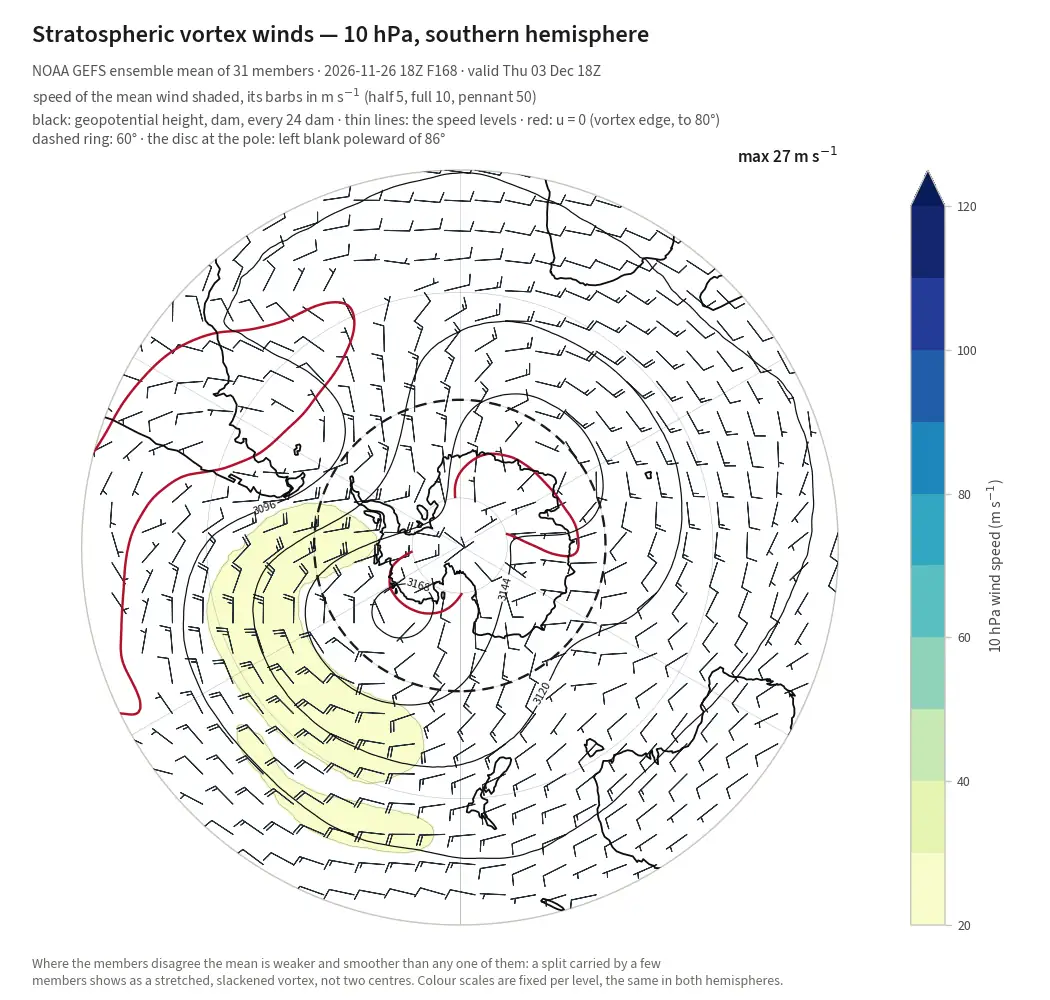 Stratospheric vortex winds — 10 hPa, southern hemisphere
NOAA GEFS ensemble mean of 31 members · 2026-11-26 18Z F168 · valid Thu 03 Dec 18Z
speed of the mean wind shaded, its barbs in m s⁻¹ (half 5, full 10, pennant 50)
black: geopotential height, dam, every 24 dam · thin lines: the speed levels · red: u = 0 (vortex edge, to 80°)
dashed ring: 60° · the disc at the pole: left blank poleward of 86°
max 27 m s⁻¹
120
100
80
60
40
20
10 hPa wind speed (m s⁻¹)
3096
3168
3144
3120
Where the members disagree the mean is weaker and smoother than any one of them: a split carried by a few
members shows as a stretched, slackened vortex, not two centres. Colour scales are fixed per level, the same in both hemispheres.